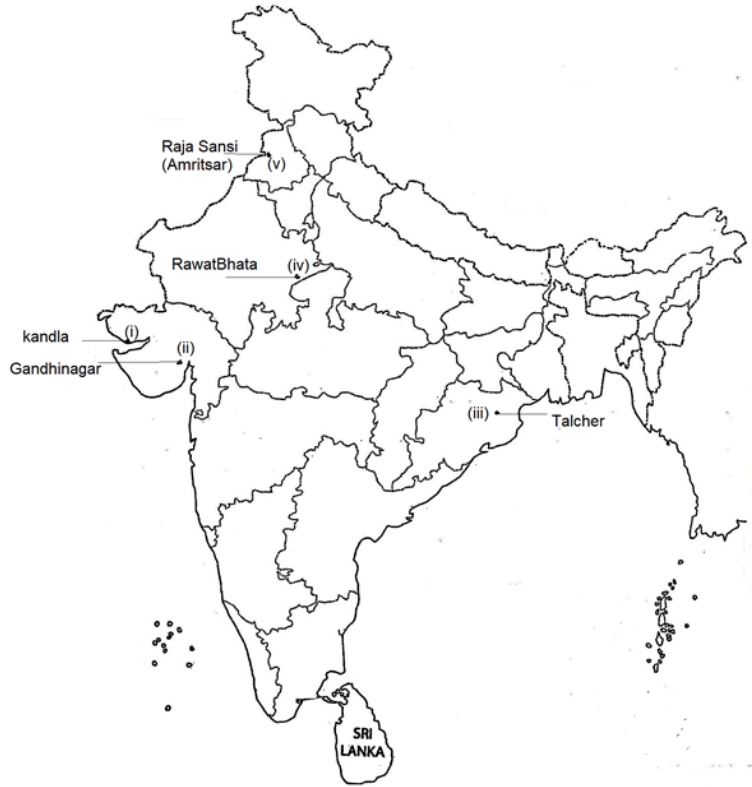 Raja Sansi
(Amritsar)
(v)
RawatBhata
(iv)
kandla
(i)
(ii)
Gandhinagar
(iii)
Talcher
SRI
LANKA